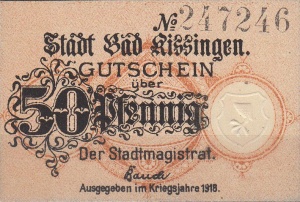 No 247246
Stadt Bad Kissingen.
GUTSCHEIN
über
50 Pfennig
Der Stadtmagistrat.
Ausgegeben im Kriegsjahre 1918.